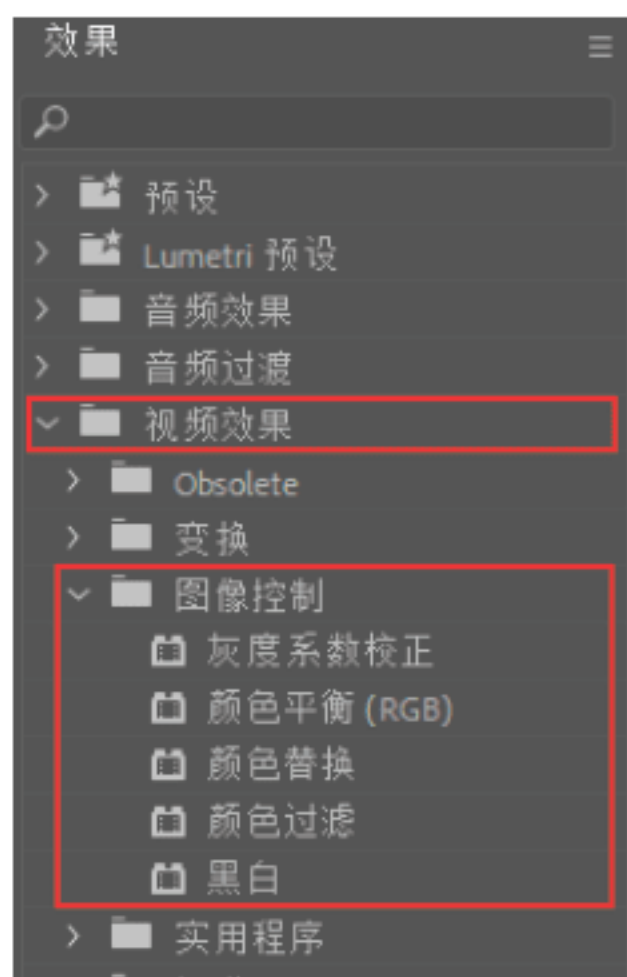 效果
预设
Lumetri 预设
音频效果
音频过渡
视频效果
Obsolete
变换
图像控制
灰度系数校正
颜色平衡 (RGB)
颜色替换
颜色过滤
黑白
实用程序